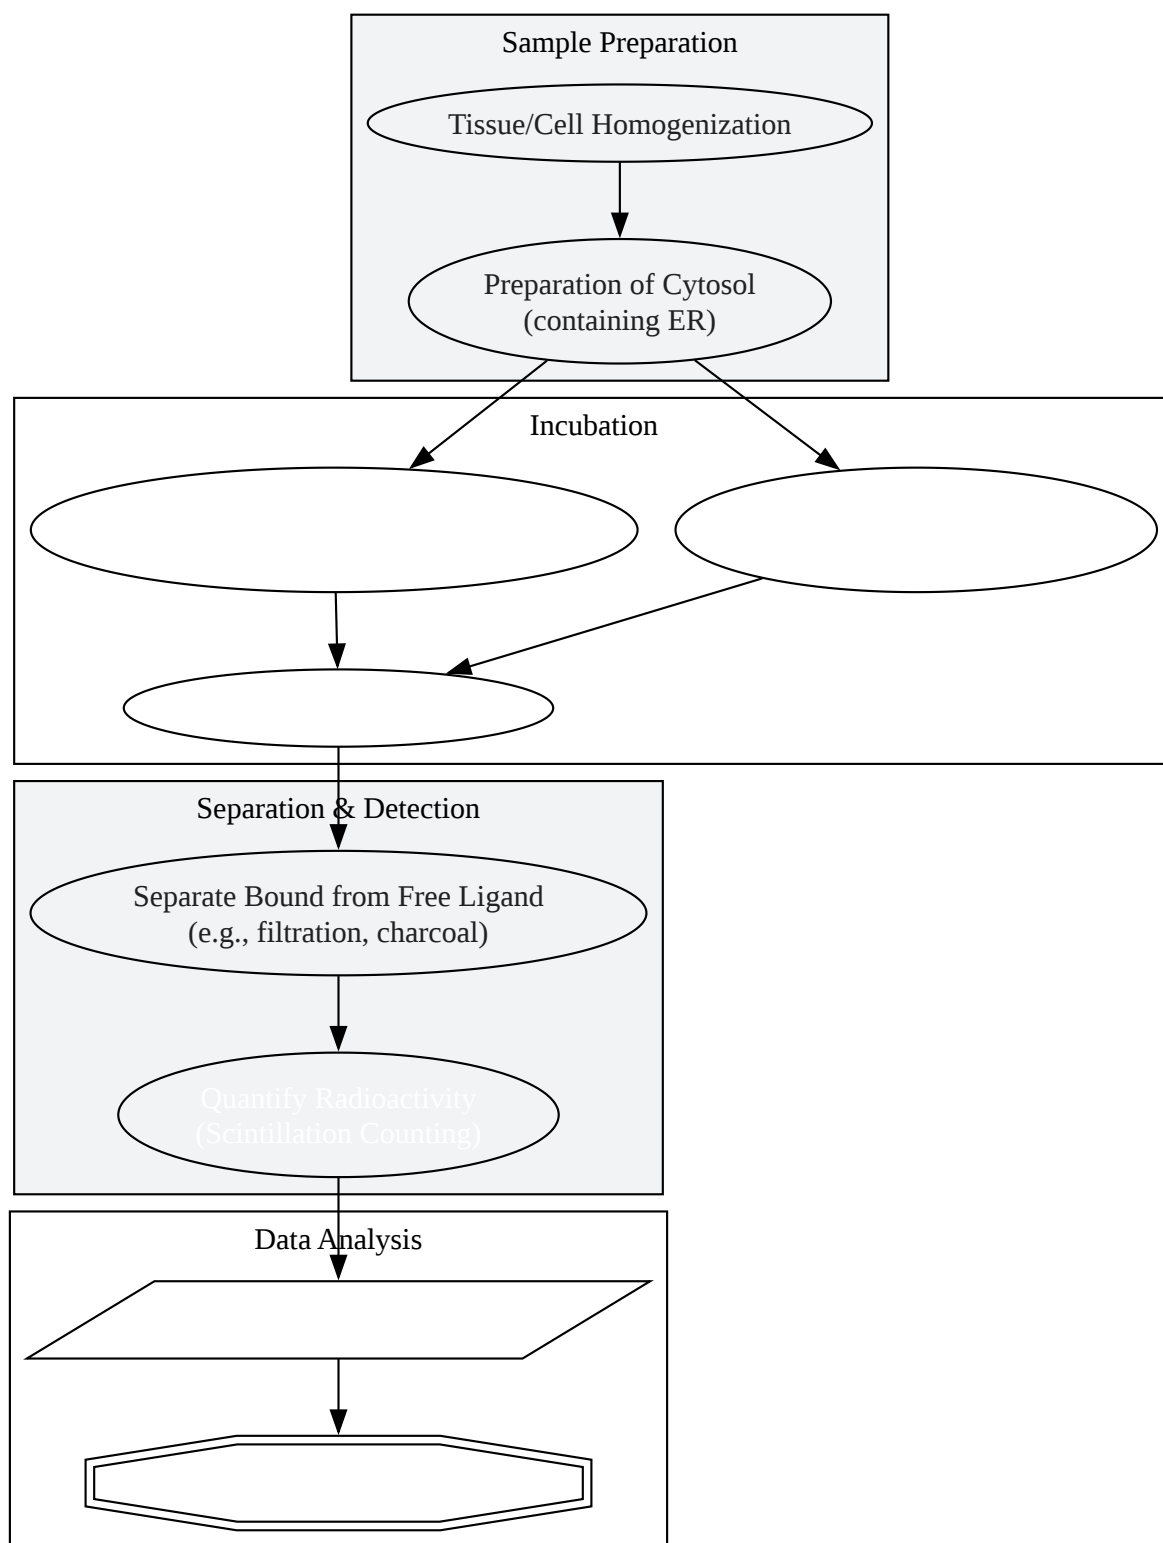 Sample Preparation
Tissue/Cell Homogenization
Preparation of Cytosol
(containing ER)
Incubation
Separation & Detection
Separate Bound from Free Ligand
(e.g., filtration, charcoal)
Quantify Radioactivity
(Scintillation Counting)
Data Analysis